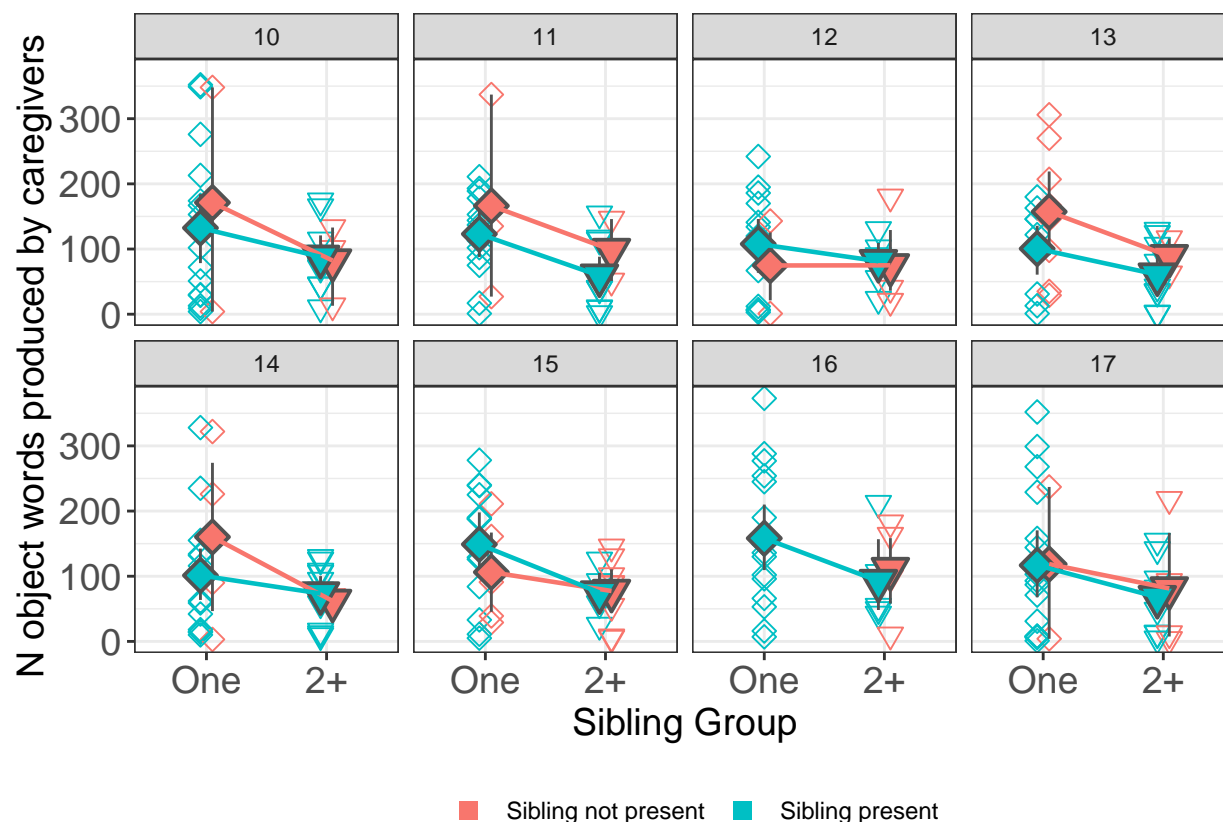 N object words produced by caregivers
10 11 12 13
300
200
100
0
14 15 16 17
300
200
100
0
One 2+ One 2+ One 2+ One 2+
Sibling Group
Sibling not present Sibling present